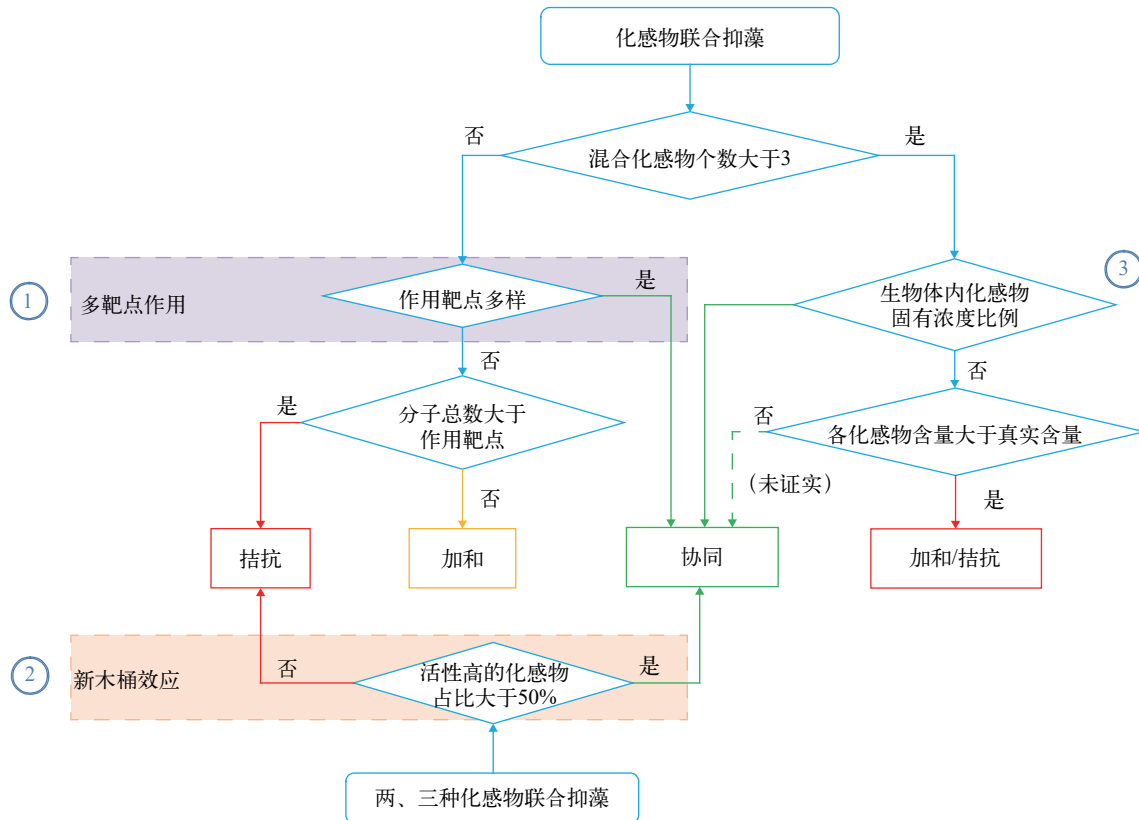 化感物联合抑藻
否
是
混合化感物个数大于3
①
多靶点作用
作用靶点多样
是
③
生物体内化感物
固有浓度比例
否
否
是
分子总数大于
作用靶点
否
各化感物含量大于真实含量
否
（未证实）
是
拮抗
加和
协同
加和/拮抗
②
新木桶效应
否
活性高的化感物
占比大于50%
是
两、三种化感物联合抑藻